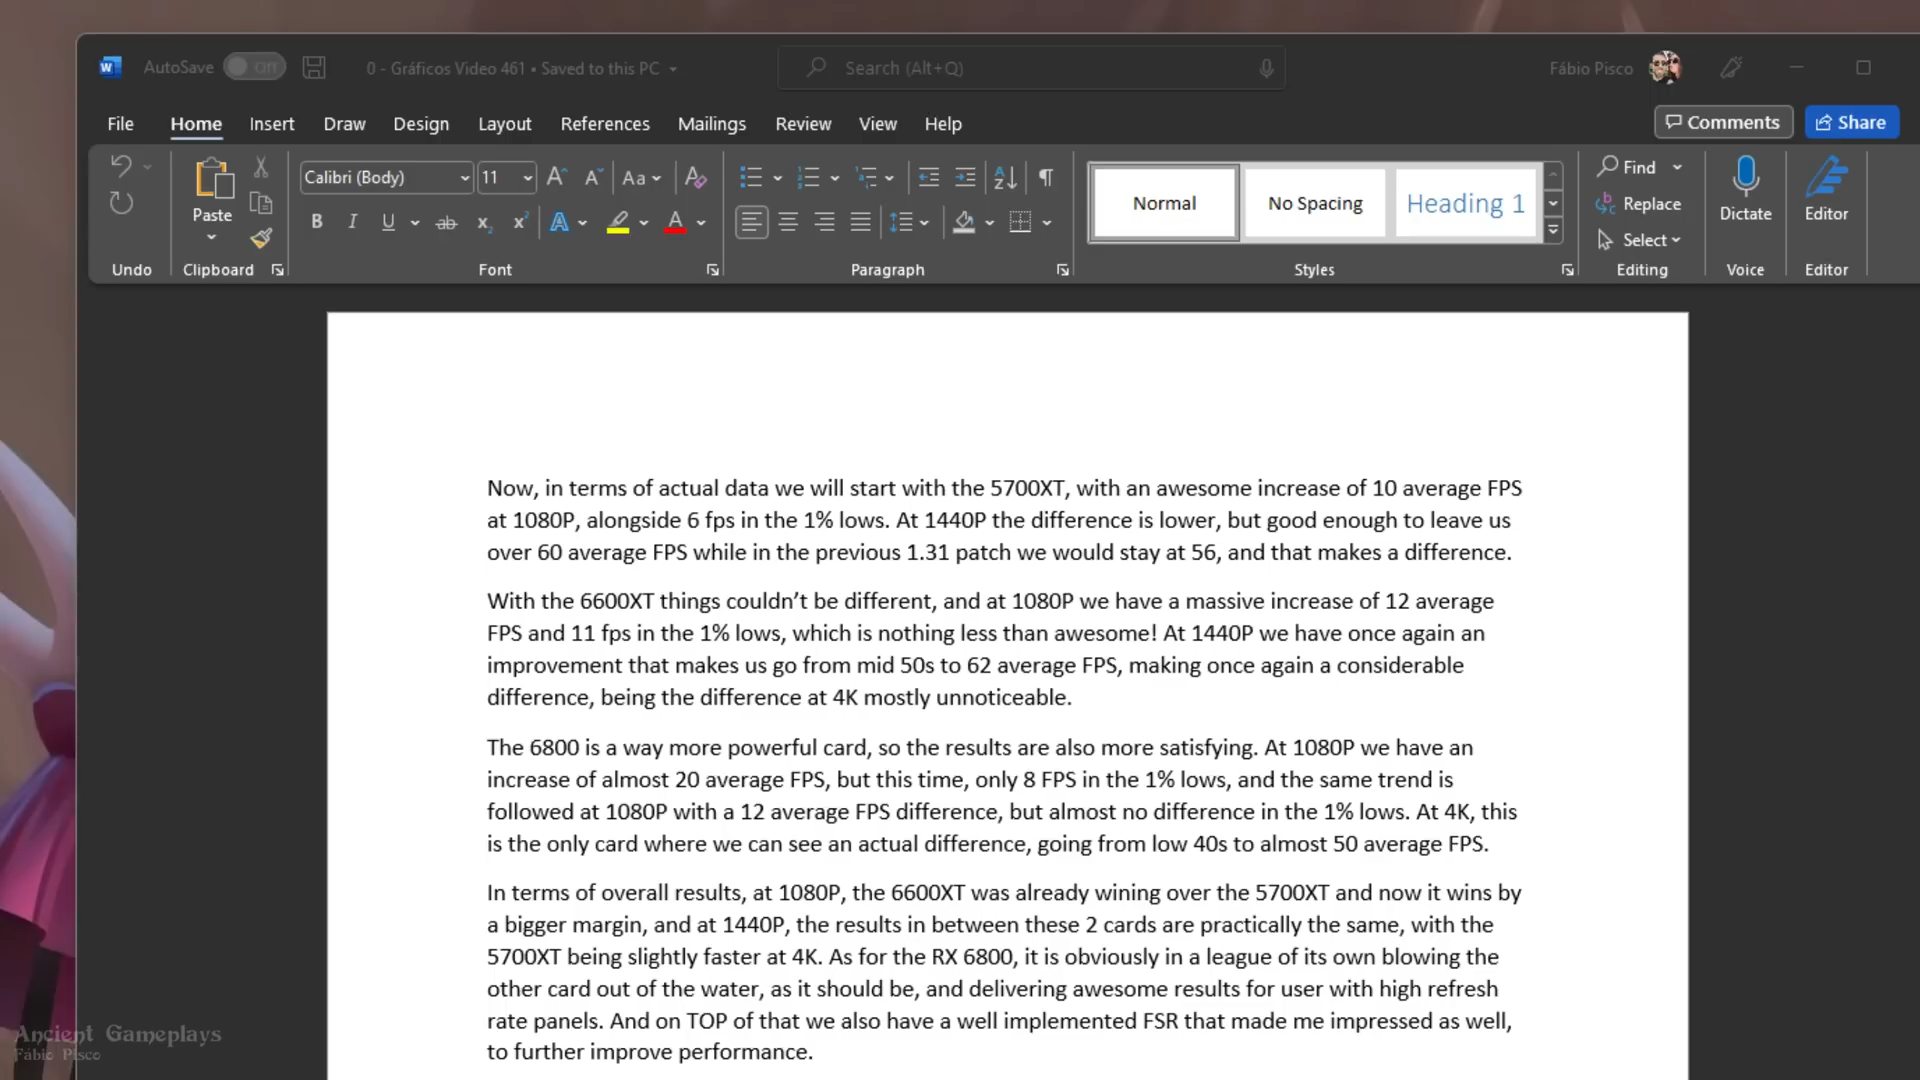 AutoSave Off 0 - Gráficos Video 461 • Saved to this PC Search (Alt+Q) Fábio Pisco
File Home Insert Draw Design Layout References Mailings Review View Help Comments Share
Calibri (Body) 11 Aa Normal No Spacing Heading 1 Find
Paste Replace Dictate Editor
B I U ab x₂ x² A A Select
Undo Clipboard Font Paragraph Styles Editing Voice Editor
Now, in terms of actual data we will start with the 5700XT, with an awesome increase of 10 average FPS
at 1080P, alongside 6 fps in the 1% lows. At 1440P the difference is lower, but good enough to leave us
over 60 average FPS while in the previous 1.31 patch we would stay at 56, and that makes a difference.
With the 6600XT things couldn't be different, and at 1080P we have a massive increase of 12 average
FPS and 11 fps in the 1% lows, which is nothing less than awesome! At 1440P we have once again an
improvement that makes us go from mid 50s to 62 average FPS, making once again a considerable
difference, being the difference at 4K mostly unnoticeable.
The 6800 is a way more powerful card, so the results are also more satisfying. At 1080P we have an
increase of almost 20 average FPS, but this time, only 8 FPS in the 1% lows, and the same trend is
followed at 1080P with a 12 average FPS difference, but almost no difference in the 1% lows. At 4K, this
is the only card where we can see an actual difference, going from low 40s to almost 50 average FPS.
In terms of overall results, at 1080P, the 6600XT was already wining over the 5700XT and now it wins by
a bigger margin, and at 1440P, the results in between these 2 cards are practically the same, with the
5700XT being slightly faster at 4K. As for the RX 6800, it is obviously in a league of its own blowing the
other card out of the water, as it should be, and delivering awesome results for user with high refresh
rate panels. And on TOP of that we also have a well implemented FSR that made me impressed as well,
to further improve performance.
Ancient Gameplays
Fábio Pisco